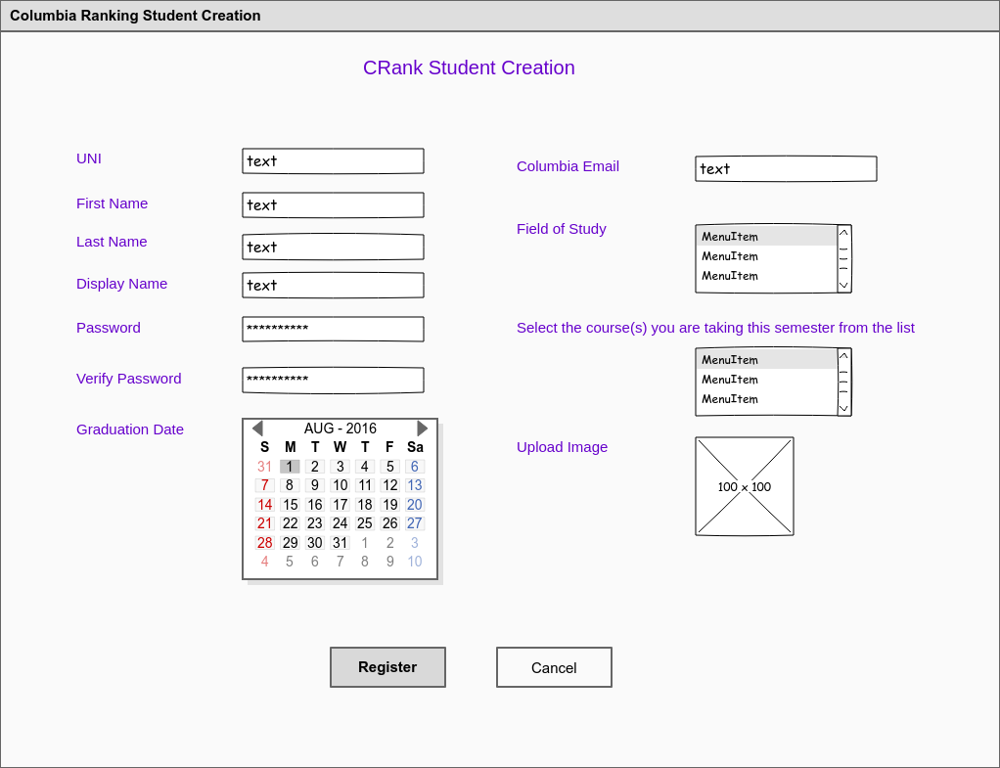 Columbia Ranking Student Creation
CRank Student Creation
UNI
text
First Name
text
Last Name
text
Display Name
text
Password
**********
Verify Password
**********
Graduation Date
AUG - 2016
S M T W T F Sa
31 1 2 3 4 5 6
7 8 9 10 11 12 13
14 15 16 17 18 19 20
21 22 23 24 25 26 27
28 29 30 31 1 2 3
4 5 6 7 8 9 10
Columbia Email
text
Field of Study
MenuItem
MenuItem
MenuItem
Select the course(s) you are taking this semester from the list
MenuItem
MenuItem
MenuItem
Upload Image
100 x 100
Register
Cancel